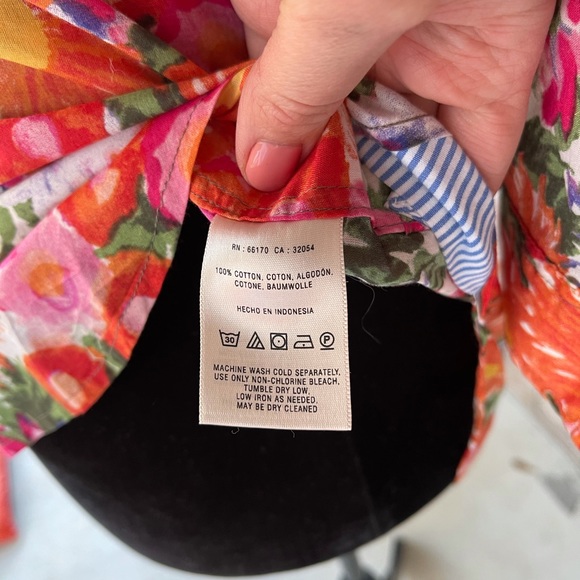 RN : 66170 CA : 32054
100% COTTON, COTON, ALGODÓN,
COTONE, BAUMWOLLE
HECHO EN INDONESIA
30 P
MACHINE WASH COLD SEPARATELY,
USE ONLY NON-CHLORINE BLEACH,
TUMBLE DRY LOW,
LOW IRON AS NEEDED,
MAY BE DRY CLEANED